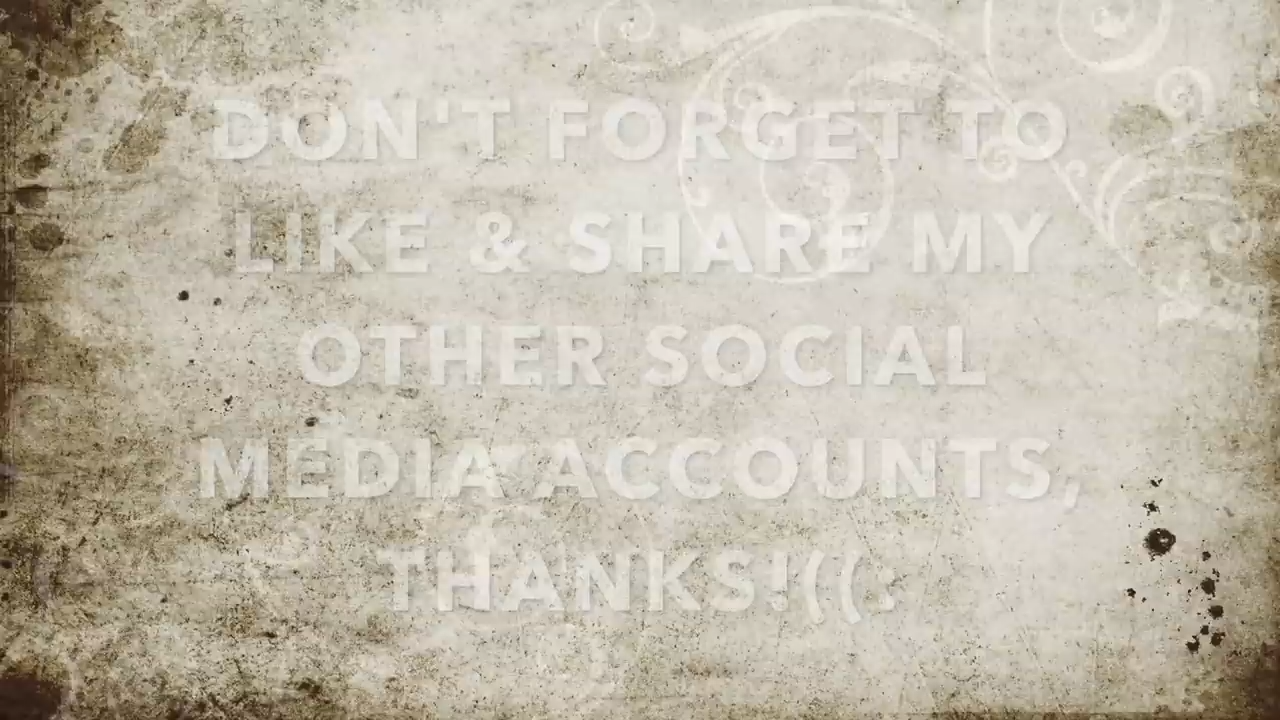 DON'T FORGET TO
LIKE & SHARE MY
OTHER SOCIAL
MEDIA ACCOUNTS,
THANKS!((: